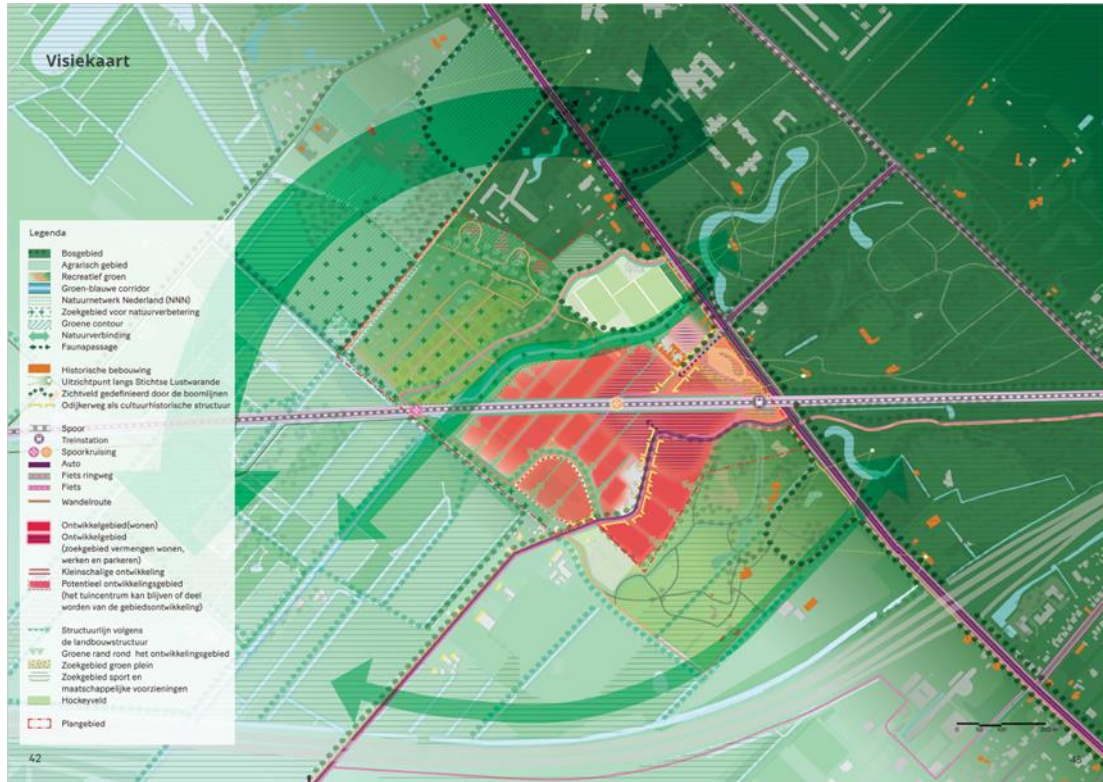 Visiekaart
Legenda
Bosgebied
Agrarisch gebied
Recreatief groen
Groen-blauwe corridor
Natuurnetwerk Nederland (NNN)
Zoekgebied voor natuurverbetering
Groene contour
Natuurverbinding
Faunapassage
Historische bebouwing
Uitzichtpunt langs Stichtse Lustwarande
Zichtveld gedefinieerd door de boomlijnen
Odijkerweg als cultuurhistorische structuur
Spoor
Treinstation
Spoorkruising
Auto
Fiets ringweg
Fiets
Wandelroute
Ontwikkelgebied(wonen)
Ontwikkelgebied
(zoekgebied vermengen wonen,
werken en parkeren)
Kleinschalige ontwikkeling
Potentieel ontwikkelingsgebied
(het tuincentrum kan blijven of deel
worden van de gebiedsontwikkeling)
Structuurlijn volgens
de landbouwstructuur
Groene rand rond het ontwikkelingsgebied
Zoekgebied groen plein
Zoekgebied sport en
maatschappelijke voorzieningen
Hockeyveld
Plangebied
42